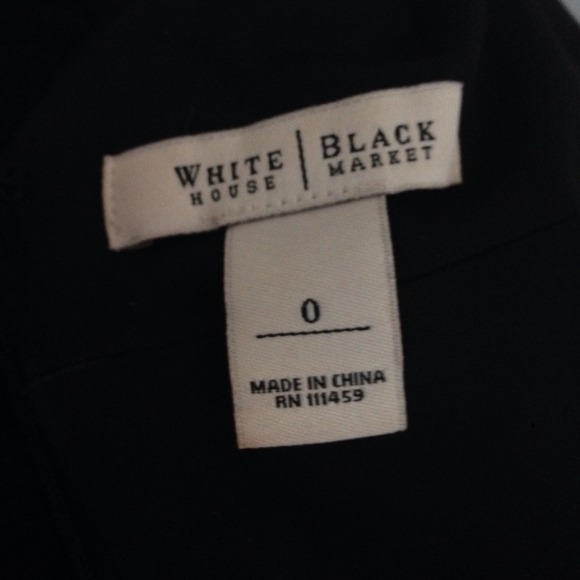 WHITE | BLACK
HOUSE | MARKET
0
MADE IN CHINA
RN 111459